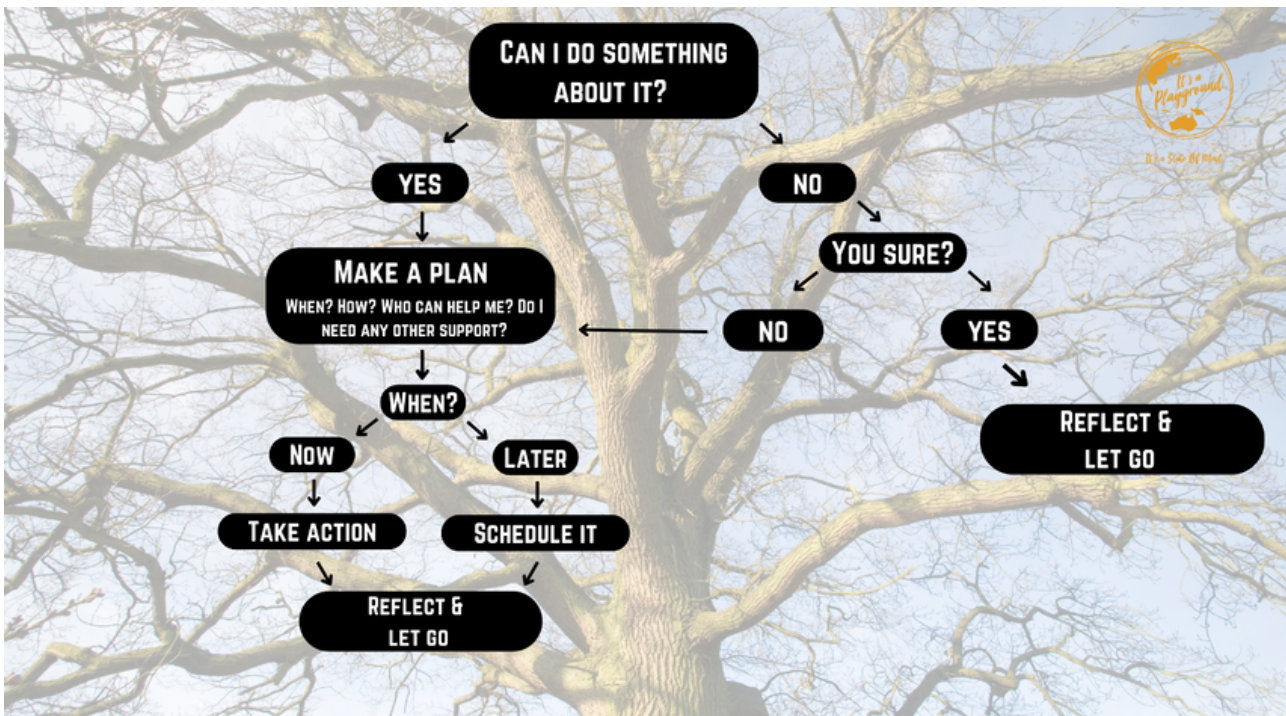 CAN I DO SOMETHING
ABOUT IT?
It's a
Playground
It's a State Of Mind
YES
NO
YOU SURE?
MAKE A PLAN
WHEN? HOW? WHO CAN HELP ME? DO I
NEED ANY OTHER SUPPORT?
NO
YES
WHEN?
REFLECT &
LET GO
NOW
LATER
TAKE ACTION
SCHEDULE IT
REFLECT &
LET GO